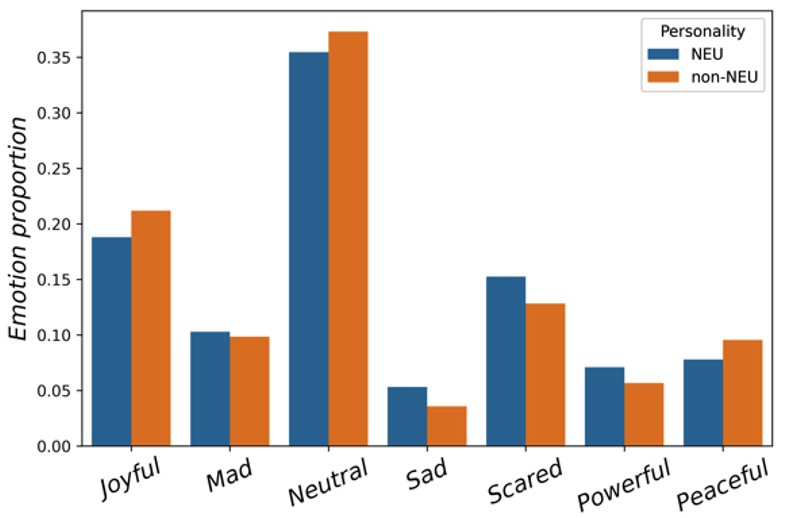 Personality
NEU
non-NEU
Emotion proportion
0.35
0.30
0.25
0.20
0.15
0.10
0.05
0.00
Joyful Mad Neutral Sad Scared Powerful Peaceful